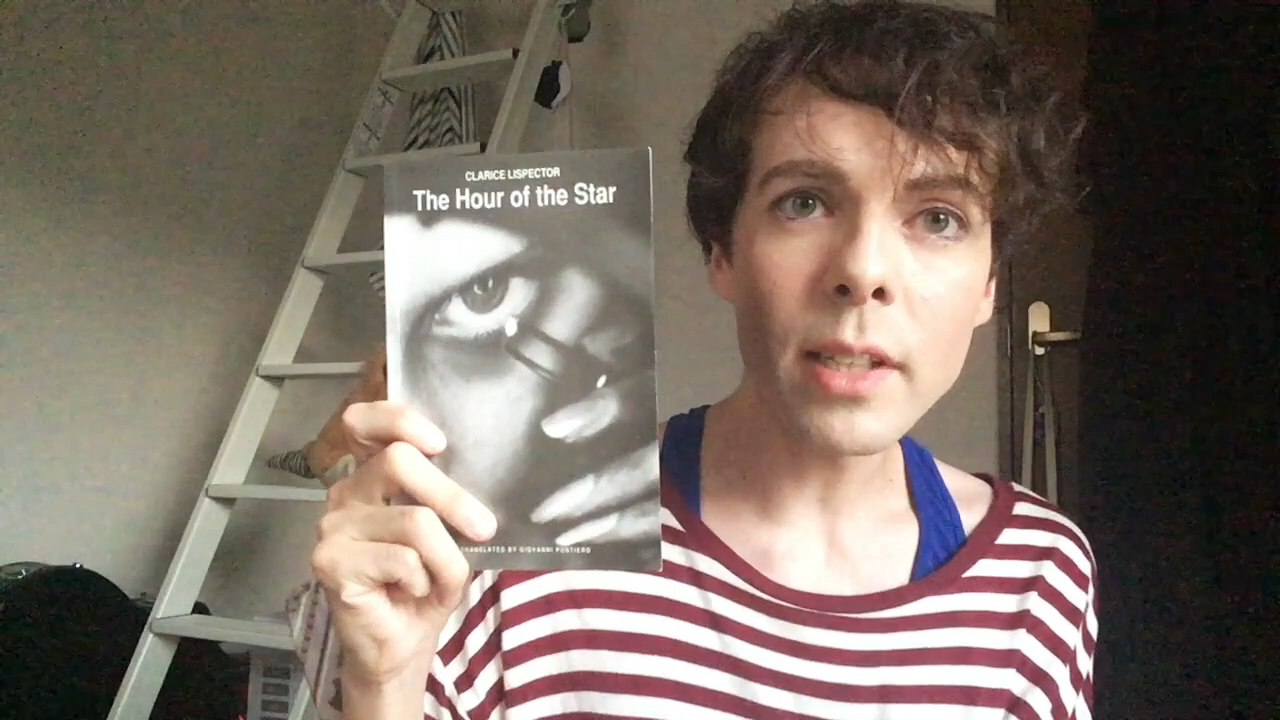 CLARICE LISPECTOR
The Hour of the Star
TRANSLATED BY GIOVANNI PONTIERO